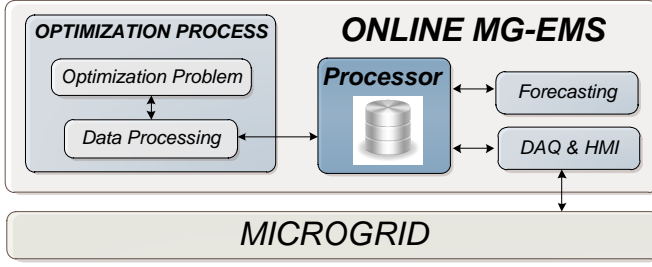 OPTIMIZATION PROCESS
Optimization Problem
Data Processing
ONLINE MG-EMS
Processor
Forecasting
DAQ & HMI
MICROGRID